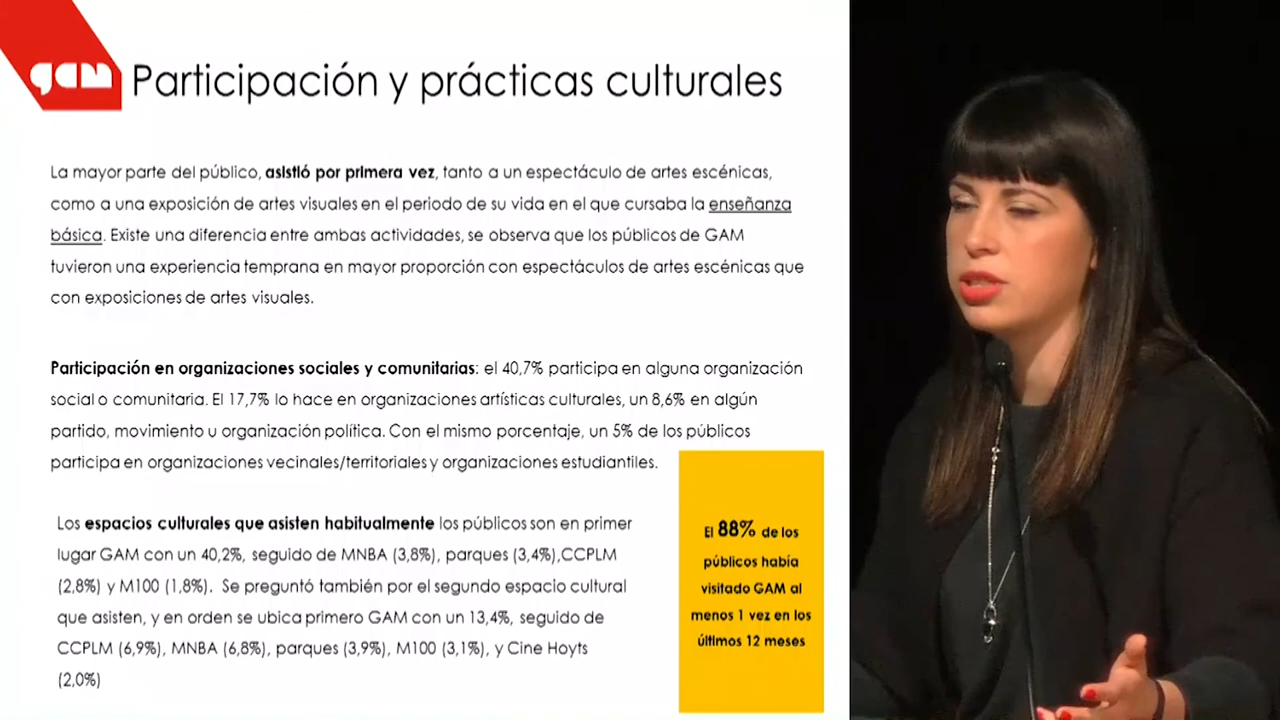 gam
Participación y prácticas culturales
La mayor parte del público, asistió por primera vez, tanto a un espectáculo de artes escénicas,
como a una exposición de artes visuales en el periodo de su vida en el que cursaba la enseñanza
básica. Existe una diferencia entre ambas actividades, se observa que los públicos de GAM
tuvieron una experiencia temprana en mayor proporción con espectáculos de artes escénicas que
con exposiciones de artes visuales.
Participación en organizaciones sociales y comunitarias: el 40,7% participa en alguna organización
social o comunitaria. El 17,7% lo hace en organizaciones artísticas culturales, un 8,6% en algún
partido, movimiento u organización política. Con el mismo porcentaje, un 5% de los públicos
participa en organizaciones vecinales/territoriales y organizaciones estudiantiles.
Los espacios culturales que asisten habitualmente los públicos son en primer
lugar GAM con un 40,2%, seguido de MNBA (3,8%), parques (3,4%),CCPLM
(2,8%) y M100 (1,8%). Se preguntó también por el segundo espacio cultural
que asisten, y en orden se ubica primero GAM con un 13,4%, seguido de
CCPLM (6,9%), MNBA (6,8%), parques (3,9%), M100 (3,1%), y Cine Hoyts
(2,0%)
El 88% de los
públicos había
visitado GAM al
menos 1 vez en los
últimos 12 meses